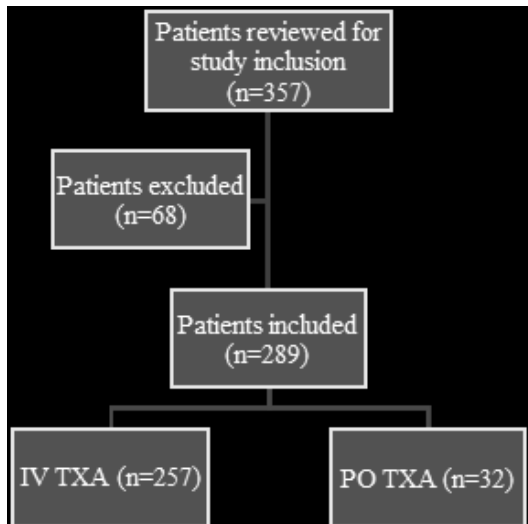 Patients reviewed for
study inclusion
(n=357)
Patients excluded
(n=68)
Patients included
(n=289)
IV TXA (n=257)
PO TXA (n=32)